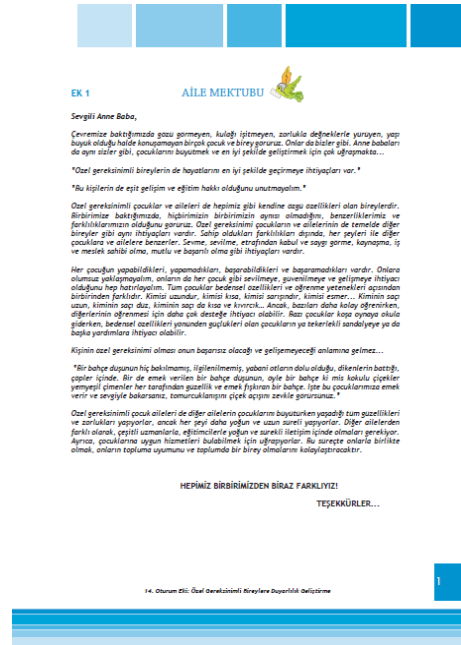 EK 1
AİLE MEKTUBU
Sevgili Anne Baba,
Çevremize baktığımızda gözü görmeyen, kulağı işitmeyen, zorlukla değneklerle yürüyen, yaşı
büyük olduğu halde konuşamayan birçok çocuk ve birey görürüz. Onlar da bizler gibi. Anne babaları
da aynı sizler gibi, çocuklarını büyütmek ve en iyi şekilde geliştirmek için çok uğraşmakta...
"Özel gereksinimli bireylerin de hayatlarını en iyi şekilde geçirmeye ihtiyaçları var."
"Bu kişilerin de eşit gelişim ve eğitim hakkı olduğunu unutmayalım."
Özel gereksinimli çocuklar ve aileleri de hepimiz gibi kendine özgü özellikleri olan bireylerdir.
Birbirimize baktığımızda, hiçbirimizin birbirimizin aynısı olmadığını, benzerliklerimiz ve
farklılıklarımızın olduğunu görürüz. Özel gereksinimli çocukların ve ailelerinin de temelde diğer
bireyler gibi aynı ihtiyaçları vardır. Sahip oldukları farklılıkları dışında, her şeyleri ile diğer
çocuklara ve ailelere benzerler. Sevme, sevilme, etrafından kabul ve saygı görme, kaynaşma, iş
ve meslek sahibi olma, mutlu ve başarılı olma gibi ihtiyaçları vardır.
Her çocuğun yapabildikleri, yapamadıkları, başarabildikleri ve başaramadıkları vardır. Onlara
olumsuz yaklaşmayalım, onların da her çocuk gibi sevilmeye, güvenilmeye ve gelişmeye ihtiyacı
olduğunu hep hatırlayalım. Tüm çocuklar bedensel özellikleri ve öğrenme yetenekleri açısından
birbirinden farklıdır. Kimisi uzundur, kimisi kısa, kimisi sarışındır, kimisi esmer... Kiminin saçı
uzun, kiminin saçı düz, kiminin saçı da kısa ve kıvırcık... Ancak, bazıları daha kolay öğrenirken,
diğerlerinin öğrenmesi için daha çok desteğe ihtiyacı olabilir. Bazı çocuklar koşa oynaya okula
giderken, bedensel özellikleri yönünden güçlükleri olan çocukların ya tekerlekli sandalyeye ya da
başka yardımlara ihtiyacı olabilir.
Kişinin özel gereksinimi olması onun başarısız olacağı ve gelişemeyeceği anlamına gelmez...
"Bir bahçe düşünün hiç bakılmamış, ilgilenilmemiş, yabani otların dolu olduğu, dikenlerin battığı,
çöpler içinde. Bir de emek verilen bir bahçe düşünün, öyle bir bahçe ki mis kokulu çiçekler
yemyeşil çimenler her tarafından güzellik ve emek fışkıran bir bahçe. İşte bu çocuklarımıza emek
verir ve sevgiyle bakarsanız, tomurcuklaşını çiçek açışını zevkle görürsünüz."
Özel gereksinimli çocuk aileleri de diğer ailelerin çocuklarını büyütürken yaşadığı tüm güzellikleri
ve zorlukları yaşıyorlar, ancak her şeyi daha yoğun ve uzun süreli yaşıyorlar. Diğer ailelerden
farklı olarak, çeşitli uzmanlarla, eğitimcilerle yoğun ve sürekli iletişim içinde olmaları gerekiyor.
Ayrıca, çocuklarına uygun hizmetleri bulabilmek için uğraşıyorlar. Bu süreçte onlarla birlikte
olmak, onların topluma uyumunu ve toplumda bir birey olmalarını kolaylaştıracaktır.
HEPİMİZ BİRBİRİMİZDEN BİRAZ FARKLIYIZ!
TEŞEKKÜRLER...
1
14. Oturum Eki: Özel Gereksinimli Bireylere Duyarlılık Geliştirme